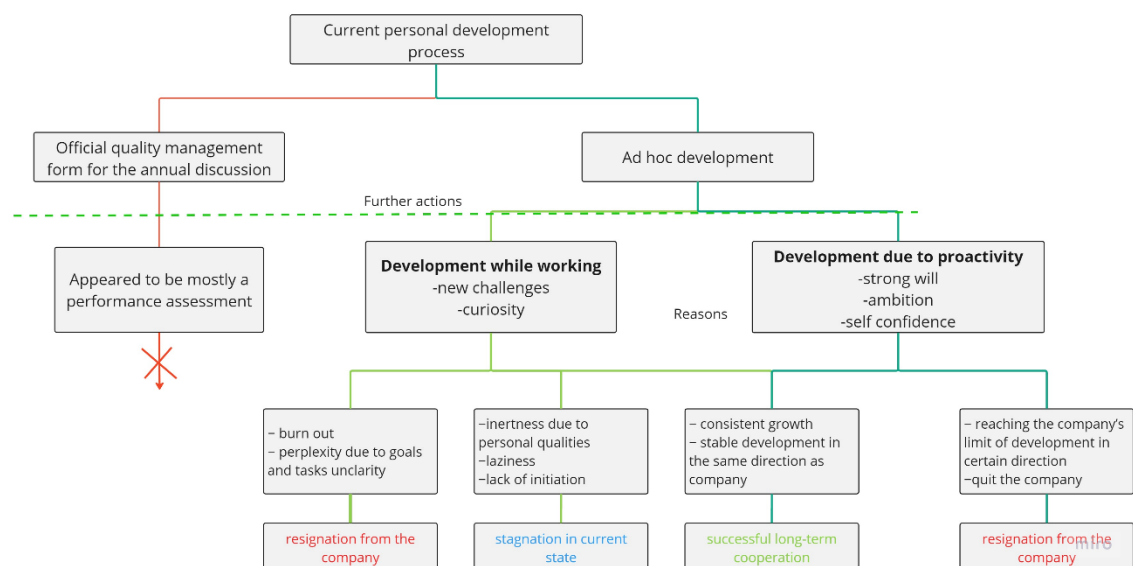 Current personal development
process
Official quality management
form for the annual discussion
Ad hoc development
Further actions
Appeared to be mostly a
performance assessment
Development while working
-new challenges
-curiosity
Development due to proactivity
-strong will
-ambition
-self confidence
Reasons
− burn out
− perplexity due to goals
and tasks unclarity
−inertness due to
personal qualities
−laziness
−lack of initiation
− consistent growth
− stable development in
the same direction as
company
− reaching the company's
limit of development in
certain direction
−quit the company
resignation from the
company
stagnation in current
state
successful long-term
cooperation
resignation from the
company
miro